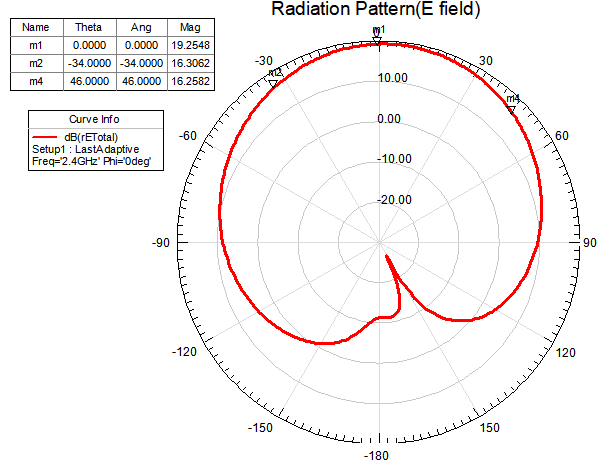 Radiation Pattern(E field)
Name Theta Ang Mag
m1 0.0000 0.0000 19.2548
m2 -34.0000 -34.0000 16.3062
m4 46.0000 46.0000 16.2582
Curve Info
dB(rETotal)
Setup1 : LastAdaptive
Freq='2.4GHz' Phi='0deg'
m1
0
-30
30
m2
m4
10.00
-60
60
0.00
-10.00
-20.00
-90
90
-120
120
-150
150
-180